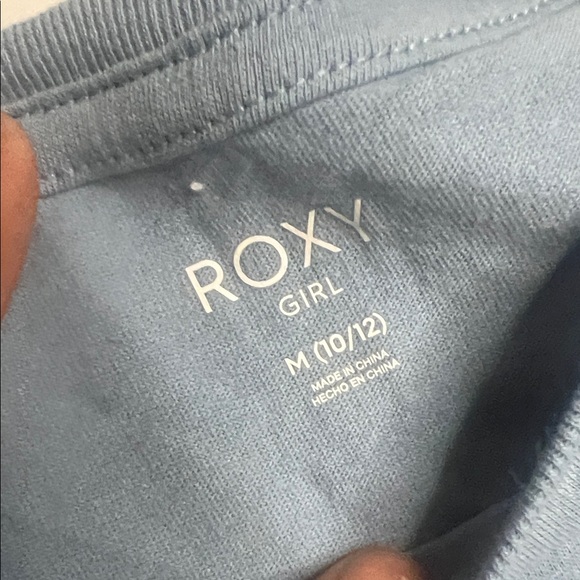 ROXY
GIRL
M (10/12)
MADE IN CHINA
HECHO EN CHINA